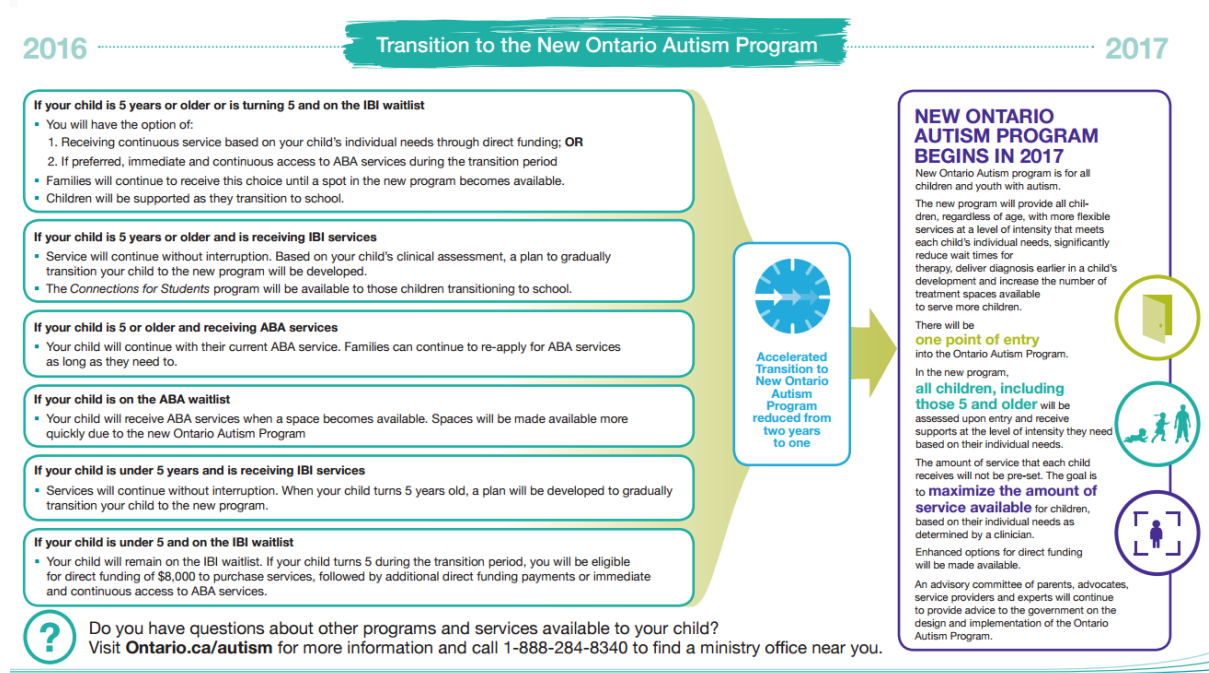 2016
Transition to the New Ontario Autism Program
2017
If your child is 5 years or older or is turning 5 and on the IBI waitlist
▪ You will have the option of:
1. Receiving continuous service based on your child's individual needs through direct funding; OR
2. If preferred, immediate and continuous access to ABA services during the transition period
▪ Families will continue to receive this choice until a spot in the new program becomes available.
▪ Children will be supported as they transition to school.
If your child is 5 years or older and is receiving IBI services
▪ Service will continue without interruption. Based on your child's clinical assessment, a plan to gradually
transition your child to the new program will be developed.
▪ The Connections for Students program will be available to those children transitioning to school.
If your child is 5 or older and receiving ABA services
▪ Your child will continue with their current ABA service. Families can continue to re-apply for ABA services
as long as they need to.
If your child is on the ABA waitlist
▪ Your child will receive ABA services when a space becomes available. Spaces will be made available more
quickly due to the new Ontario Autism Program
If your child is under 5 years and is receiving IBI services
▪ Services will continue without interruption. When your child turns 5 years old, a plan will be developed to gradually
transition your child to the new program.
If your child is under 5 and on the IBI waitlist
▪ Your child will remain on the IBI waitlist. If your child turns 5 during the transition period, you will be eligible
for direct funding of $8,000 to purchase services, followed by additional direct funding payments or immediate
and continuous access to ABA services.
Accelerated
Transition to
New Ontario
Autism
Program
reduced from
two years
to one
NEW ONTARIO
AUTISM PROGRAM
BEGINS IN 2017
New Ontario Autism program is for all
children and youth with autism.
The new program will provide all chil-
dren, regardless of age, with more flexible
services at a level of intensity that meets
each child's individual needs, significantly
reduce wait times for
therapy, deliver diagnosis earlier in a child's
development and increase the number of
treatment spaces available
to serve more children.
There will be
one point of entry
into the Ontario Autism Program.
In the new program,
all children, including
those 5 and older will be
assessed upon entry and receive
supports at the level of intensity they need
based on their individual needs.
The amount of service that each child
receives will not be pre-set. The goal is
to maximize the amount of
service available for children,
based on their individual needs as
determined by a clinician.
Enhanced options for direct funding
will be made available.
An advisory committee of parents, advocates,
service providers and experts will continue
to provide advice to the government on the
design and implementation of the Ontario
Autism Program.
?
Do you have questions about other programs and services available to your child?
Visit Ontario.ca/autism for more information and call 1-888-284-8340 to find a ministry office near you.